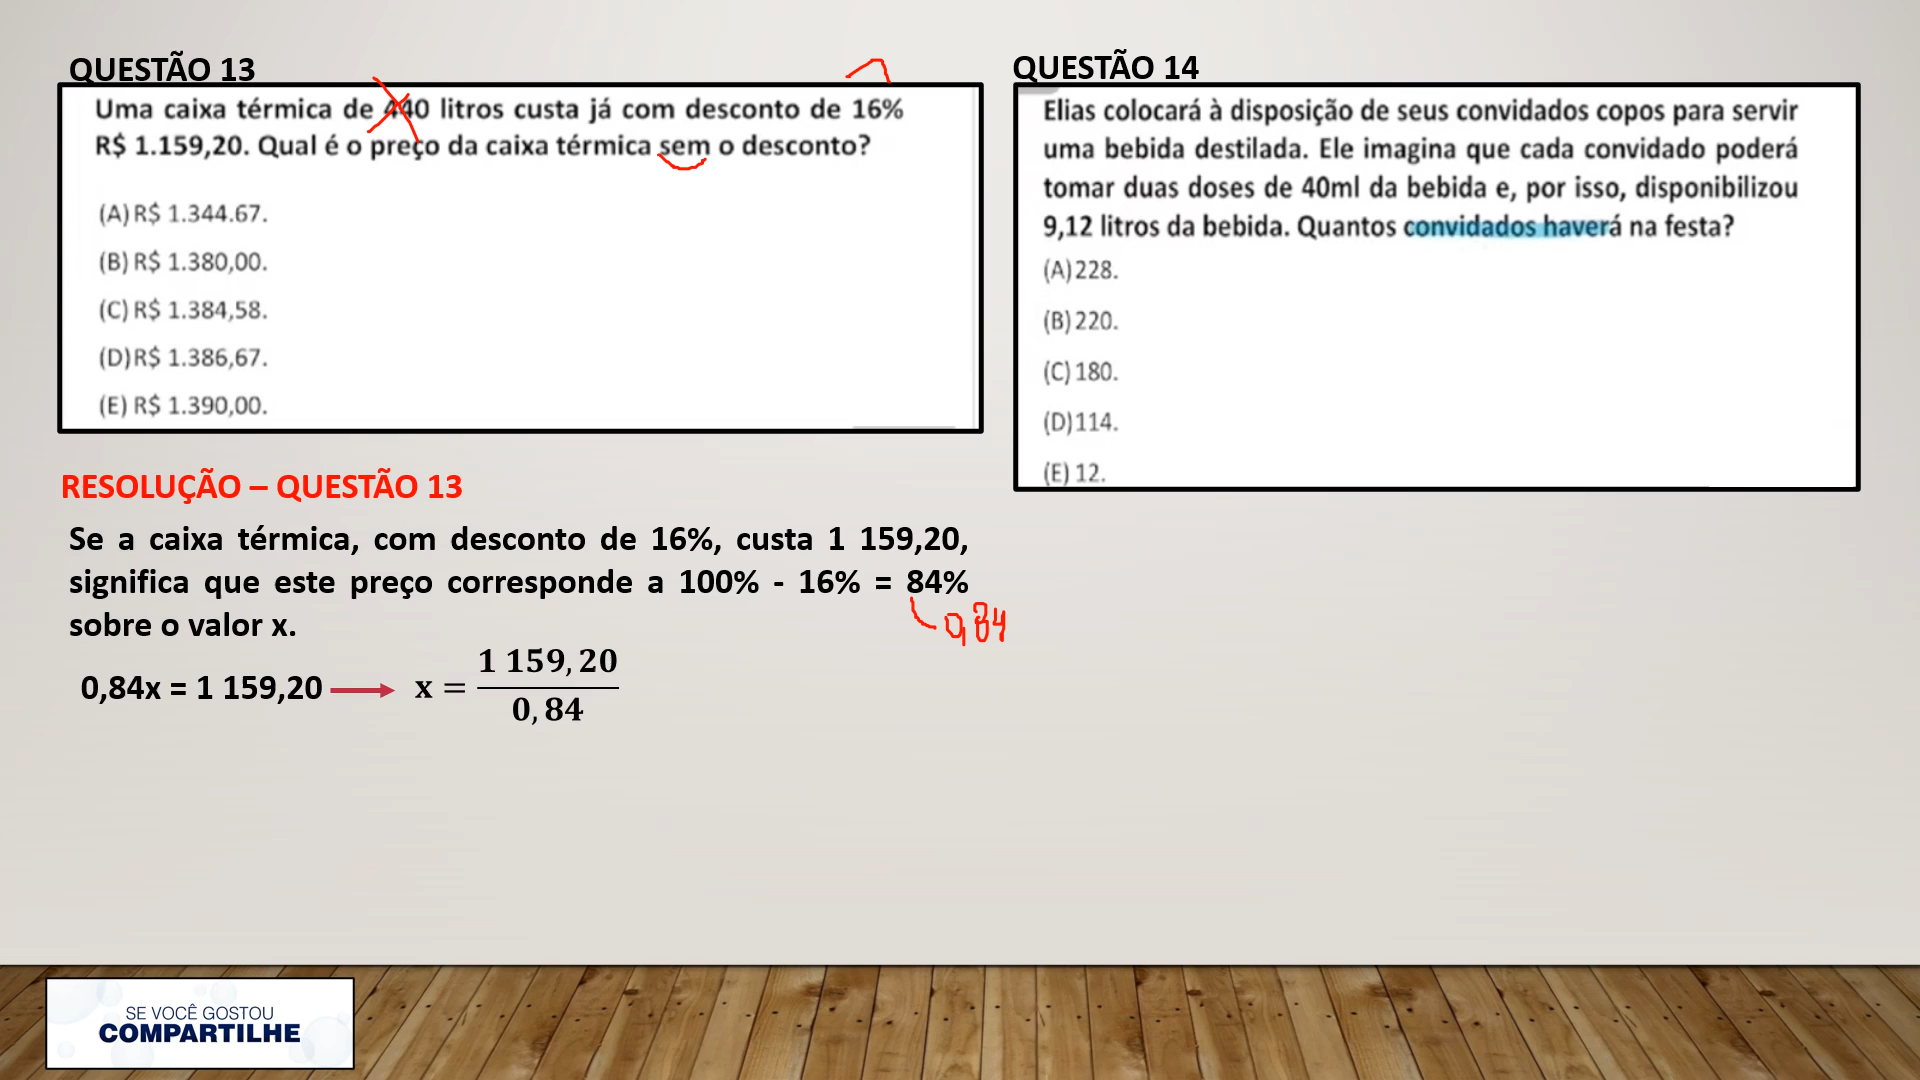 QUESTÃO 13
Uma caixa térmica de 440 litros custa já com desconto de 16%
R$ 1.159,20. Qual é o preço da caixa térmica sem o desconto?
(A) R$ 1.344.67.
(B) R$ 1.380,00.
(C) R$ 1.384,58.
(D) R$ 1.386,67.
(E) R$ 1.390,00.
RESOLUÇÃO – QUESTÃO 13
Se a caixa térmica, com desconto de 16%, custa 1 159,20,
significa que este preço corresponde a 100% - 16% = 84%
sobre o valor x.
0,84
0,84x = 1 159,20
x = 1 159,20 / 0,84
QUESTÃO 14
Elias colocará à disposição de seus convidados copos para servir
uma bebida destilada. Ele imagina que cada convidado poderá
tomar duas doses de 40ml da bebida e, por isso, disponibilizou
9,12 litros da bebida. Quantos convidados haverá na festa?
(A) 228.
(B) 220.
(C) 180.
(D) 114.
(E) 12.
SE VOCÊ GOSTOU
COMPARTILHE